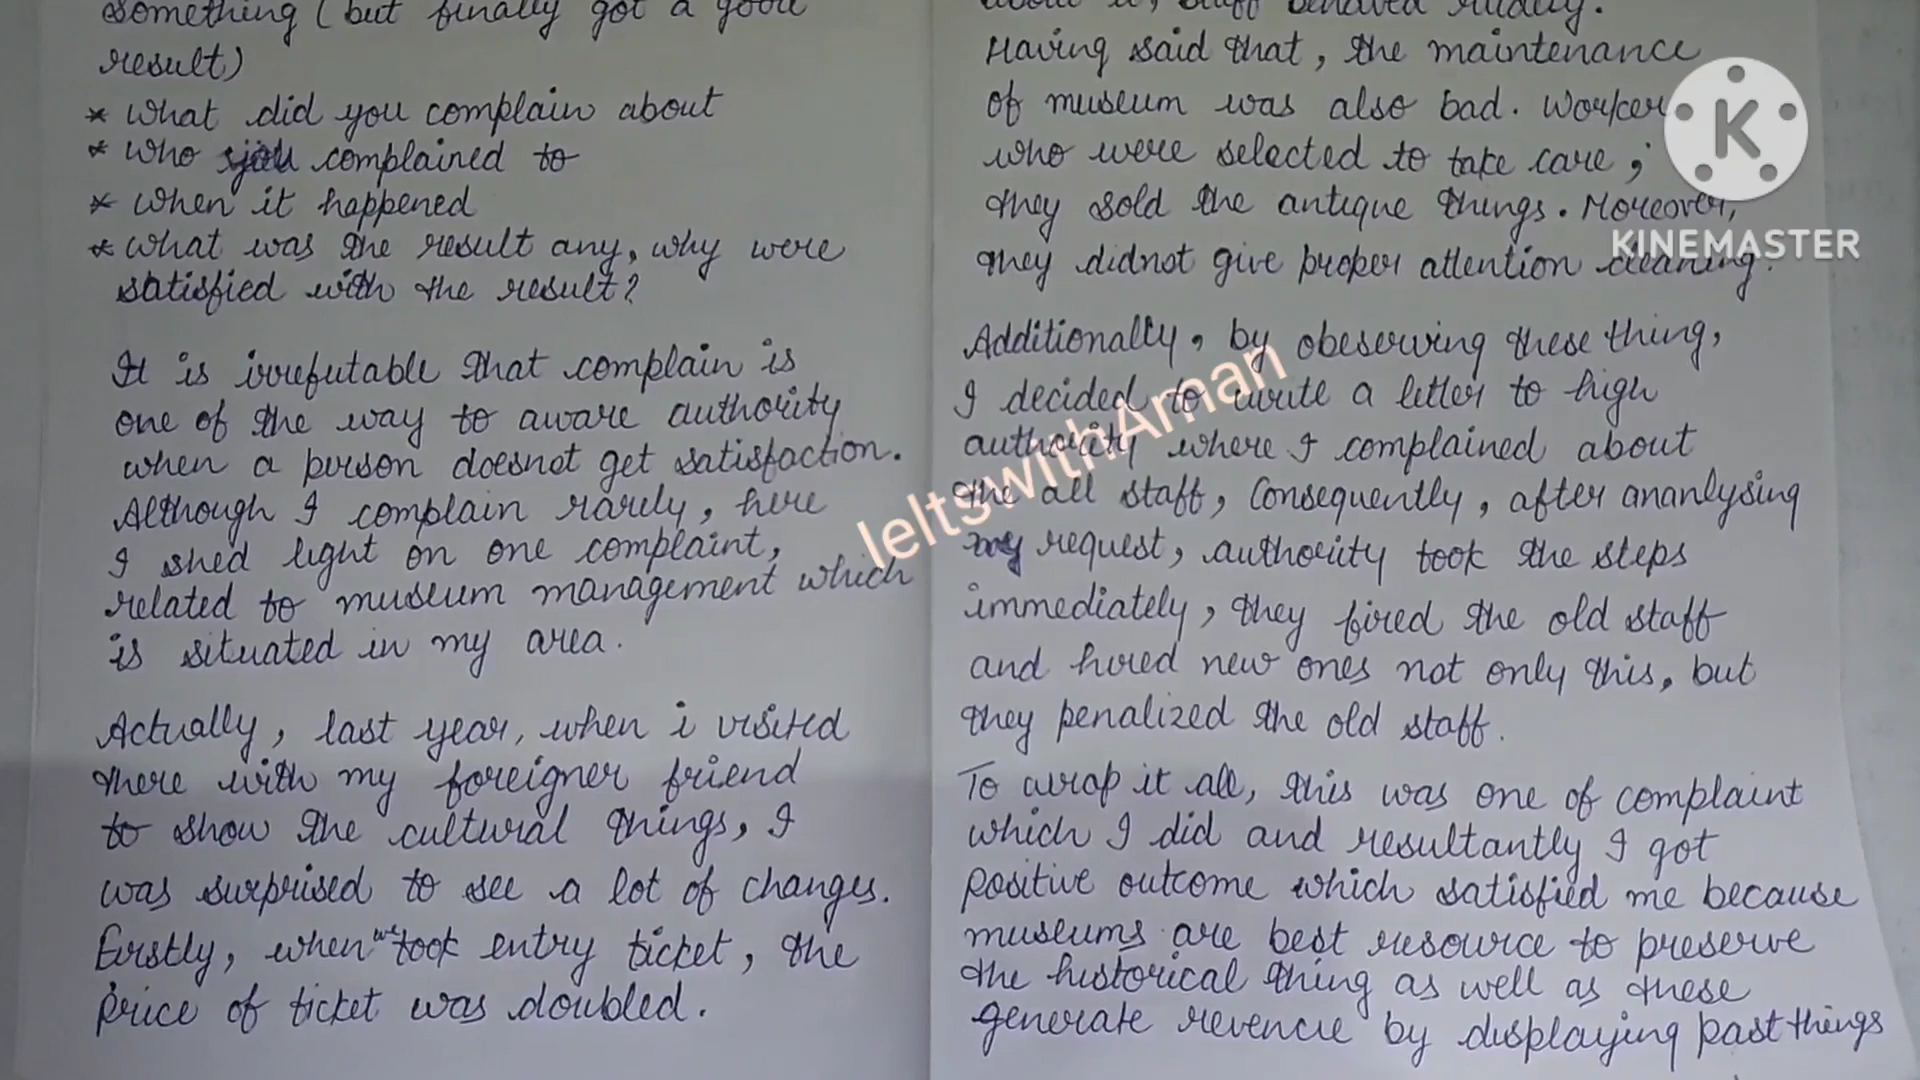 something (but finally got a good
result)
* what did you complain about
* who you complained to
* when it happened
* what was the result any, why were
satisfied with the result?
It is irrefutable that complain is
one of the way to aware authority
when a person doesnot get satisfaction.
Although I complain rarely, here
I shed light on one complaint,
related to museum management which
is situated in my area.
Actually, last year, when i visited
there with my foreigner friend
to show the cultural things, I
was surprised to see a lot of changes.
Firstly, when we took entry ticket, the
price of ticket was doubled.
about it, staff behaved rudely.
Having said that, the maintenance
of museum was also bad. Worker
who were selected to take care,
they sold the antique things. Moreover,
they didnot give proper attention cleaning.
Additionally, by obeserving these thing,
I decided to write a letter to high
authority where I complained about
the all staff, Consequently, after ananlysing
my request, authority took the steps
immediately, they fired the old staff
and hired new ones not only this, but
they penalized the old staff.
To wrap it all, this was one of complaint
which I did and resultantly I got
positive outcome which satisfied me because
museums are best resource to preserve
the historical thing as well as these
generate revenue by displaying past things
K
KINEMASTER
IeltswithAman